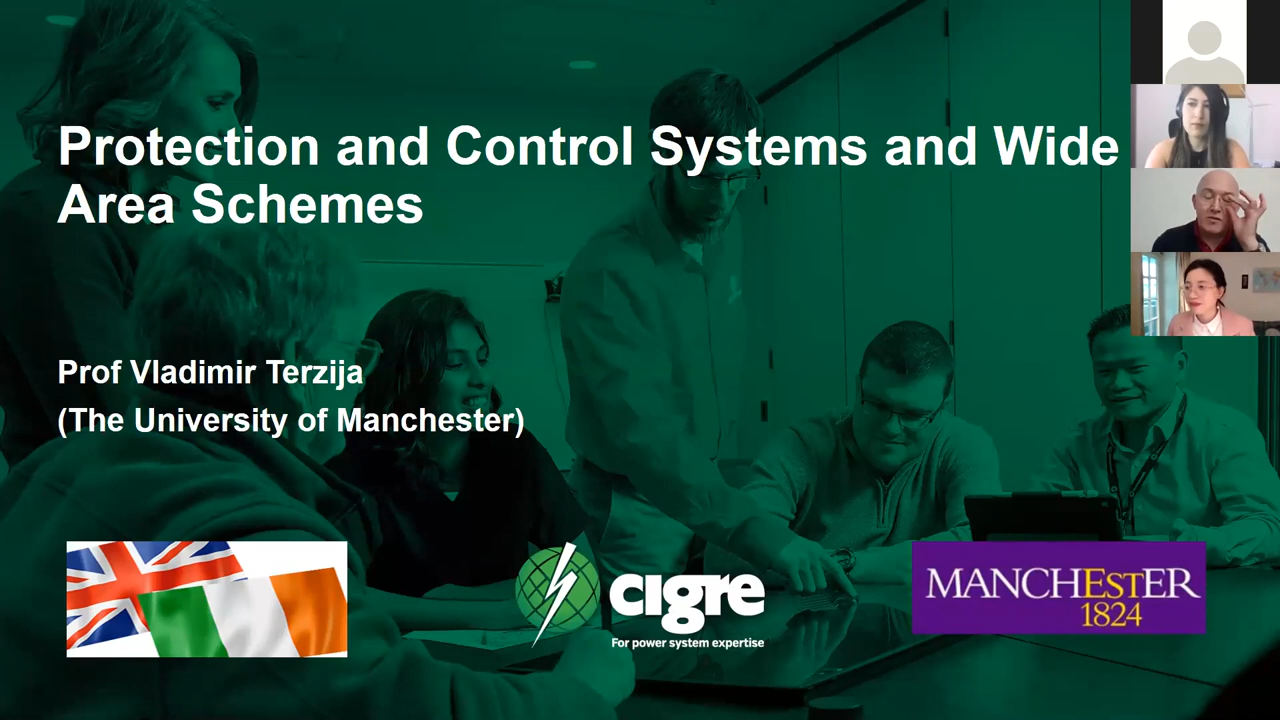 Protection and Control Systems and Wide
Area Schemes
Prof Vladimir Terzija
(The University of Manchester)
cigre
For power system expertise
MANCHEsTER
1824